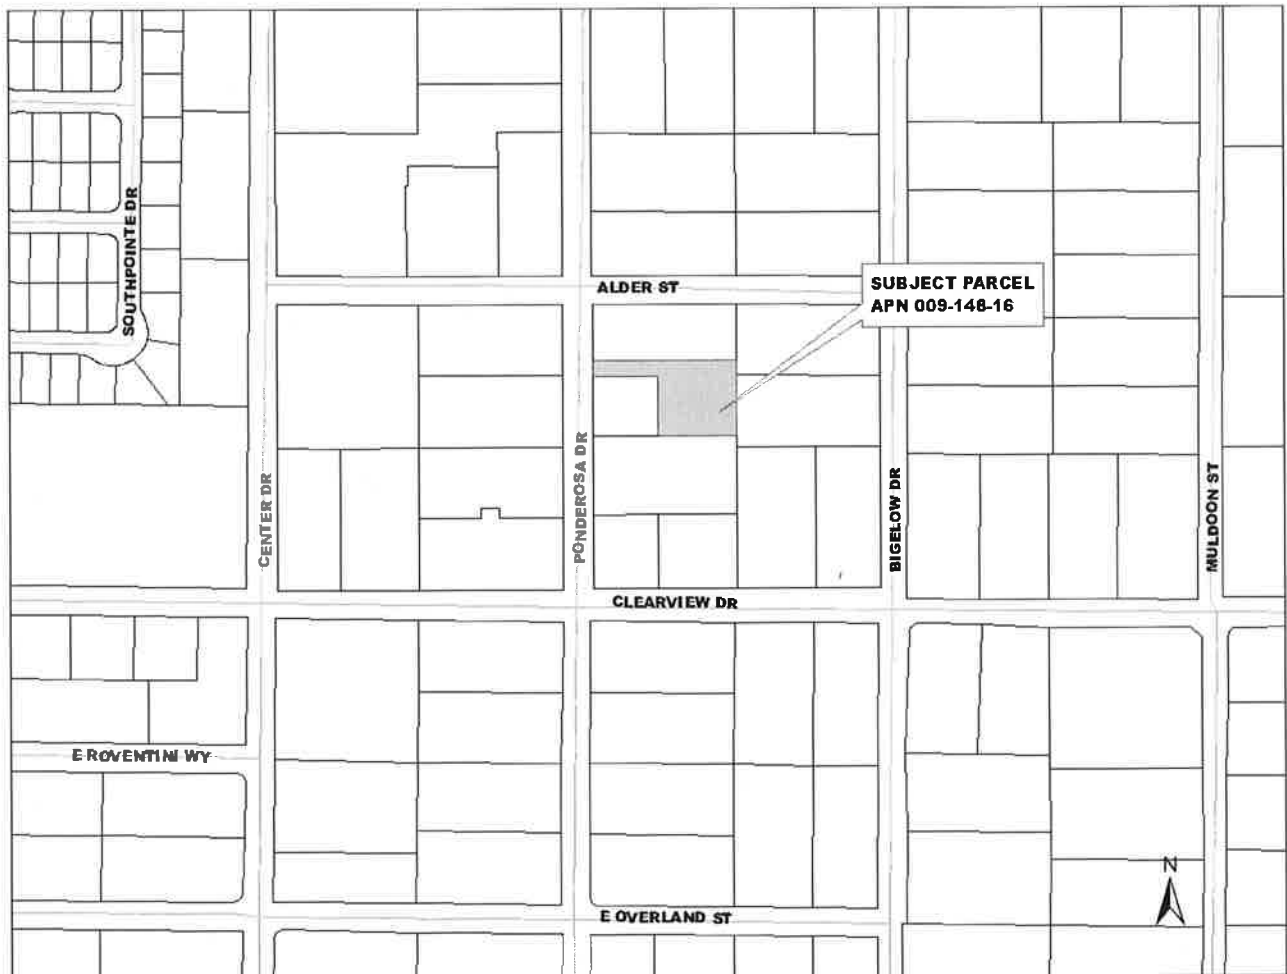 SOUTHPOINTE DR
ALDER ST
SUBJECT PARCEL
APN 009-148-16
CENTER DR
PONDEROSA DR
BIGELOW DR
MULDOON ST
CLEARVIEW DR
E ROVENTINI WY
N
E OVERLAND ST